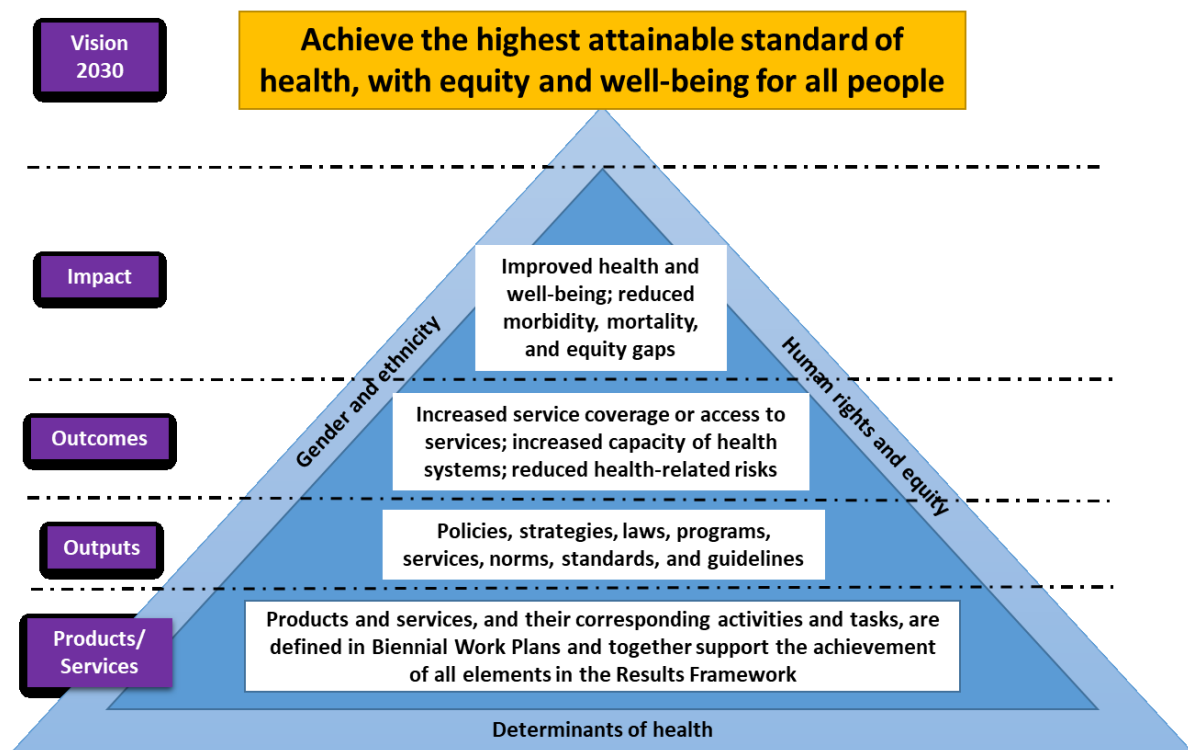 Vision
2030
Achieve the highest attainable standard of
health, with equity and well-being for all people
Impact
Improved health and
well-being; reduced
morbidity, mortality,
and equity gaps
Gender and ethnicity
Human rights and equity
Outcomes
Increased service coverage or access to
services; increased capacity of health
systems; reduced health-related risks
Outputs
Policies, strategies, laws, programs,
services, norms, standards, and guidelines
Products/
Services
Products and services, and their corresponding activities and tasks, are
defined in Biennial Work Plans and together support the achievement
of all elements in the Results Framework
Determinants of health